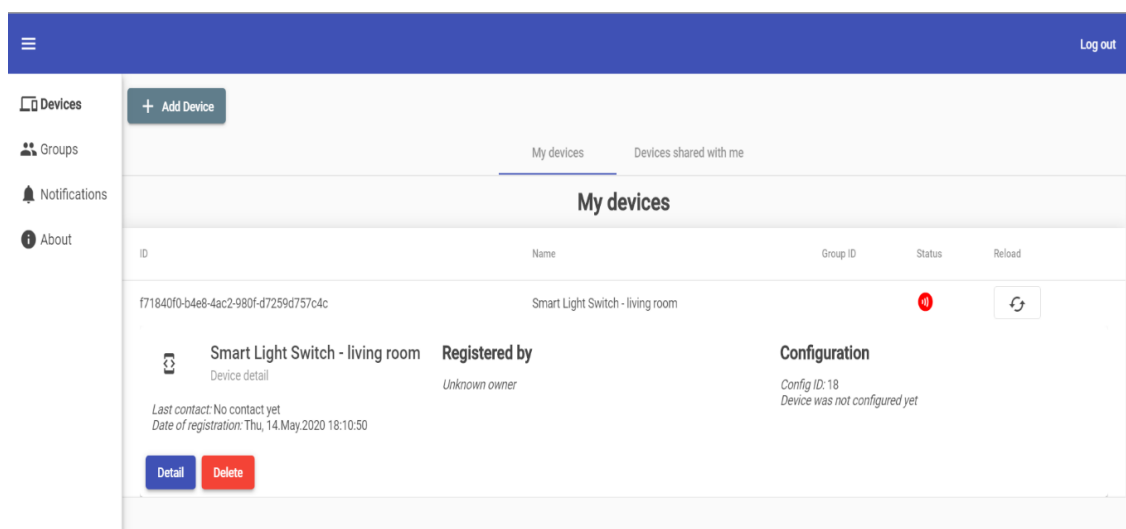 Log out
Devices
Groups
Notifications
About
+ Add Device
My devices
Devices shared with me
My devices
ID
Name
Group ID
Status
Reload
f71840f0-b4e8-4ac2-980f-d7259d757c4c
Smart Light Switch - living room
Smart Light Switch - living room
Device detail
Last contact: No contact yet
Date of registration: Thu, 14.May.2020 18:10:50
Registered by
Unknown owner
Configuration
Config ID: 18
Device was not configured yet
Detail
Delete